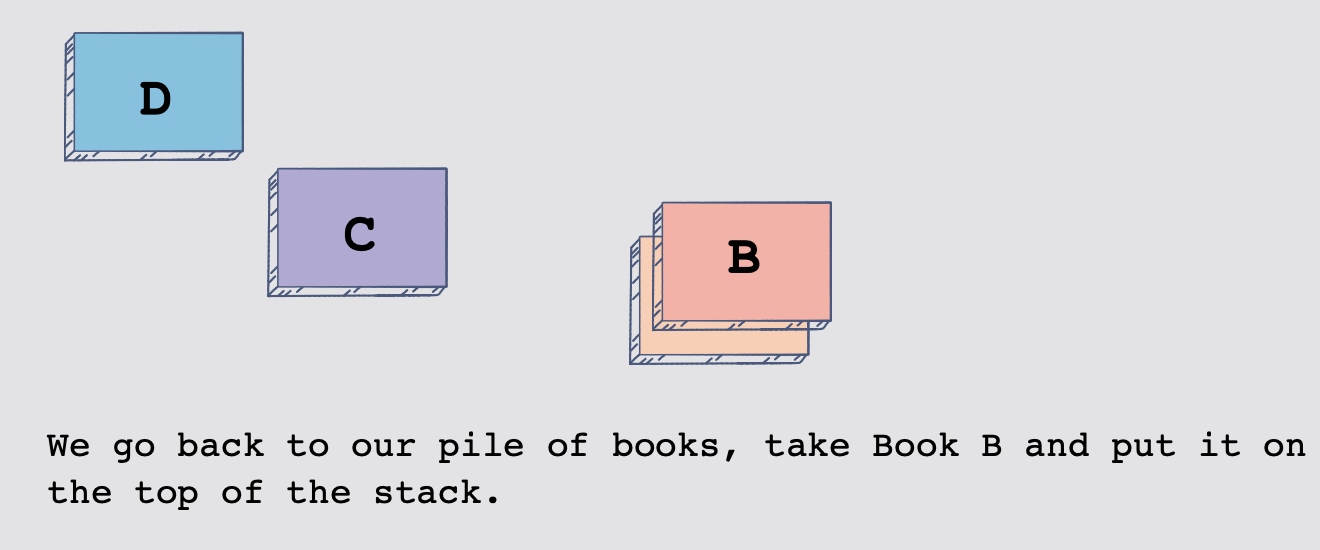 D
C
B
We go back to our pile of books, take Book B and put it on
the top of the stack.